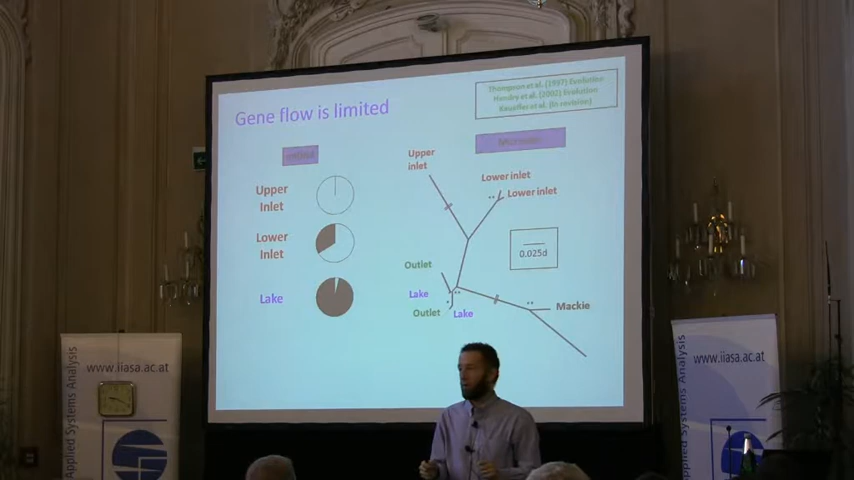 Gene flow is limited
Thompson et al. (1997) Evolution
Hendry et al. (2002) Evolution
Kaeuffer et al. (in revision)
Upper
Inlet
Lower
Inlet
Lake
Upper
inlet
Lower inlet
Lower inlet
0.025d
Outlet
Lake
Outlet
Lake
Mackie
www.iiasa.ac.at
Applied Systems Analysis
www.iiasa.ac.at
Systems Analysis